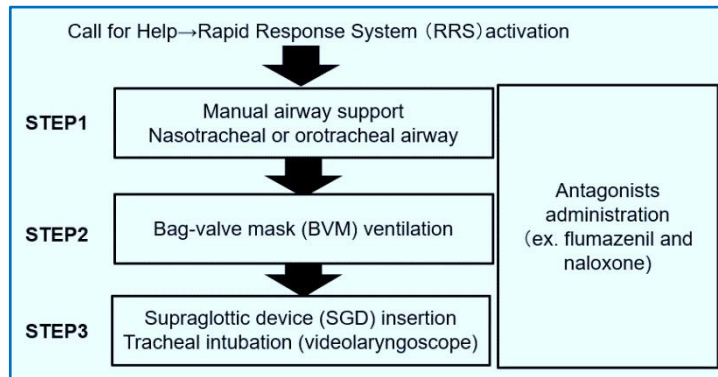 Call for Help→Rapid Response System (RRS)activation
STEP1
Manual airway support
Nasotracheal or orotracheal airway
STEP2
Bag-valve mask (BVM) ventilation
STEP3
Supraglottic device (SGD) insertion
Tracheal intubation (videolaryngoscope)
Antagonists
administration
(ex. flumazenil and
naloxone)